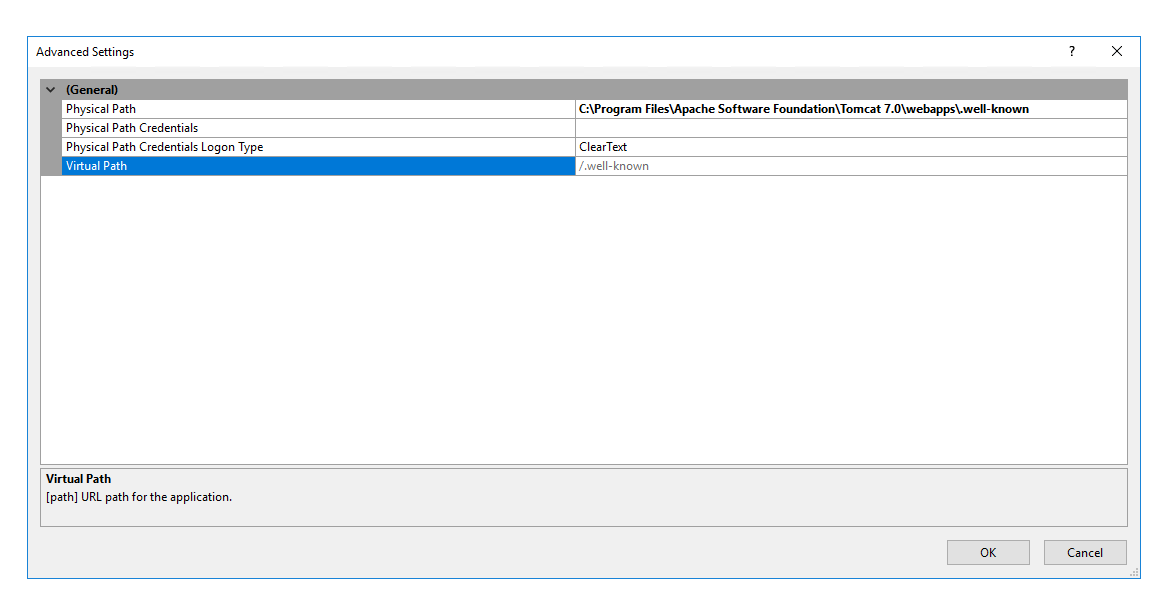 Advanced Settings ?
(General)
Physical Path C:\Program Files\Apache Software Foundation\Tomcat 7.0\webapps\.well-known
Physical Path Credentials
Physical Path Credentials Logon Type ClearText
Virtual Path /.well-known
Virtual Path
[path] URL path for the application.
OK Cancel